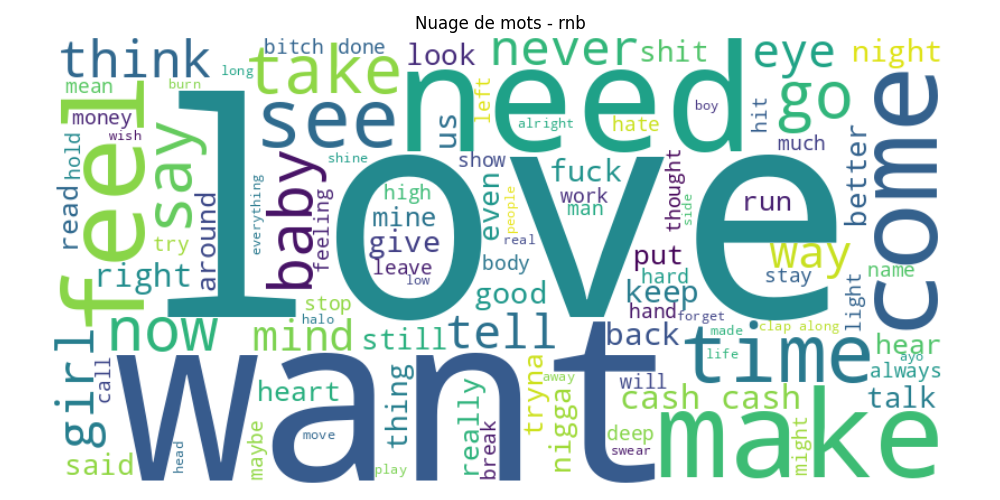 Nuage de mots - rnb
think
bitch
done
long
take
look
never
shit
eye
night
mean
burn
need
left
boy
hit
go
come
money
wish
feel
say
see
us
alright
hate
much
hold
read
shine
show
fuck
thought
better
around
everything
baby
feeling
high
mine
give
leave
low
even
people
real
work
man
run
side
love
try
right
body
put
hard
way
stay
name
stop
halo
good
keep
hand
forget
light
girl
now
mind
still
tell
back
made
life
clap along
time
hear
ayo
always
call
heart
thing
really
tryna
away
will
cash cash
talk
said
head
want
maybe
move
play
break
nigga
deep
swear
make
might